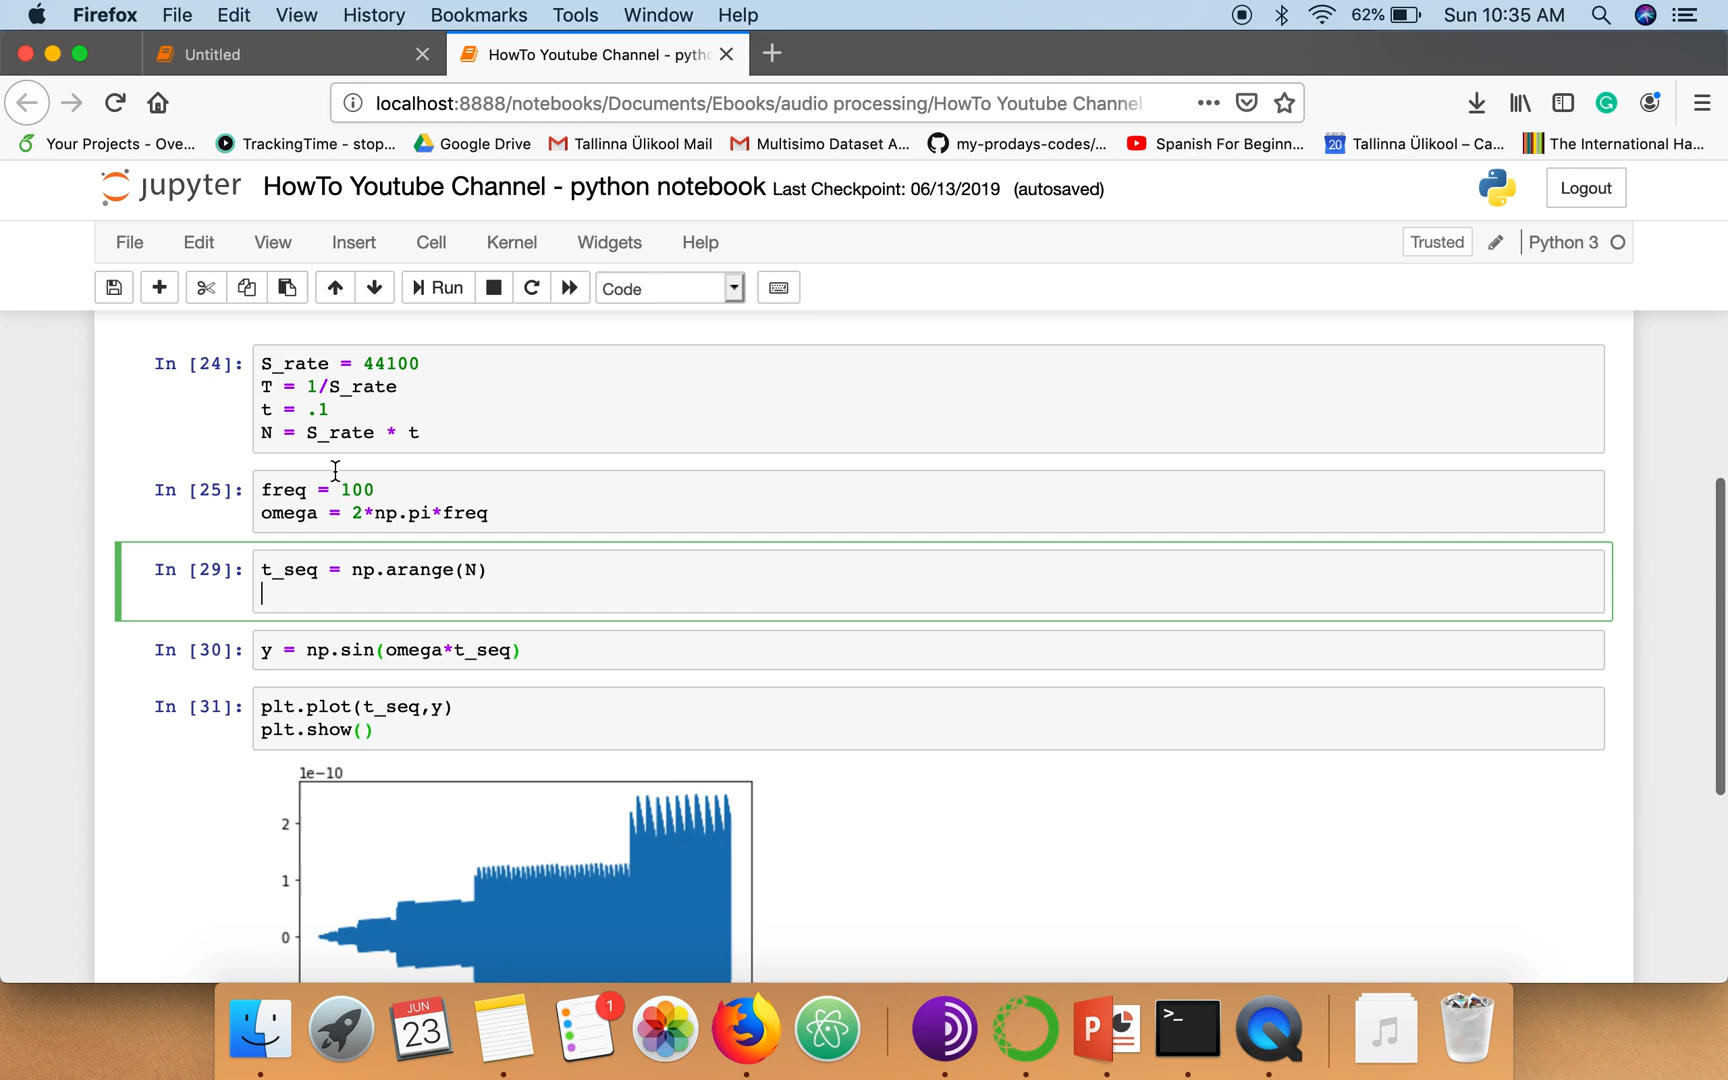 Firefox File Edit View History Bookmarks Tools Window Help 62% Sun 10:35 AM
Untitled HowTo Youtube Channel - pytho
localhost:8888/notebooks/Documents/Ebooks/audio processing/HowTo Youtube Channel
Your Projects - Ove... TrackingTime - stop... Google Drive Tallinna Ülikool Mail Multisimo Dataset A... my-prodays-codes/... Spanish For Beginn... 20 Tallinna Ülikool – Ca... The International Ha...
jupyter HowTo Youtube Channel - python notebook Last Checkpoint: 06/13/2019 (autosaved) Logout
File Edit View Insert Cell Kernel Widgets Help Trusted Python 3
Run Code
In [24]: S_rate = 44100
T = 1/S_rate
t = .1
N = S_rate * t
In [25]: freq = 100
omega = 2*np.pi*freq
In [29]: t_seq = np.arange(N)
In [30]: y = np.sin(omega*t_seq)
In [31]: plt.plot(t_seq,y)
plt.show()
1e-10
2
1
0
JUN
23
1
P
>_